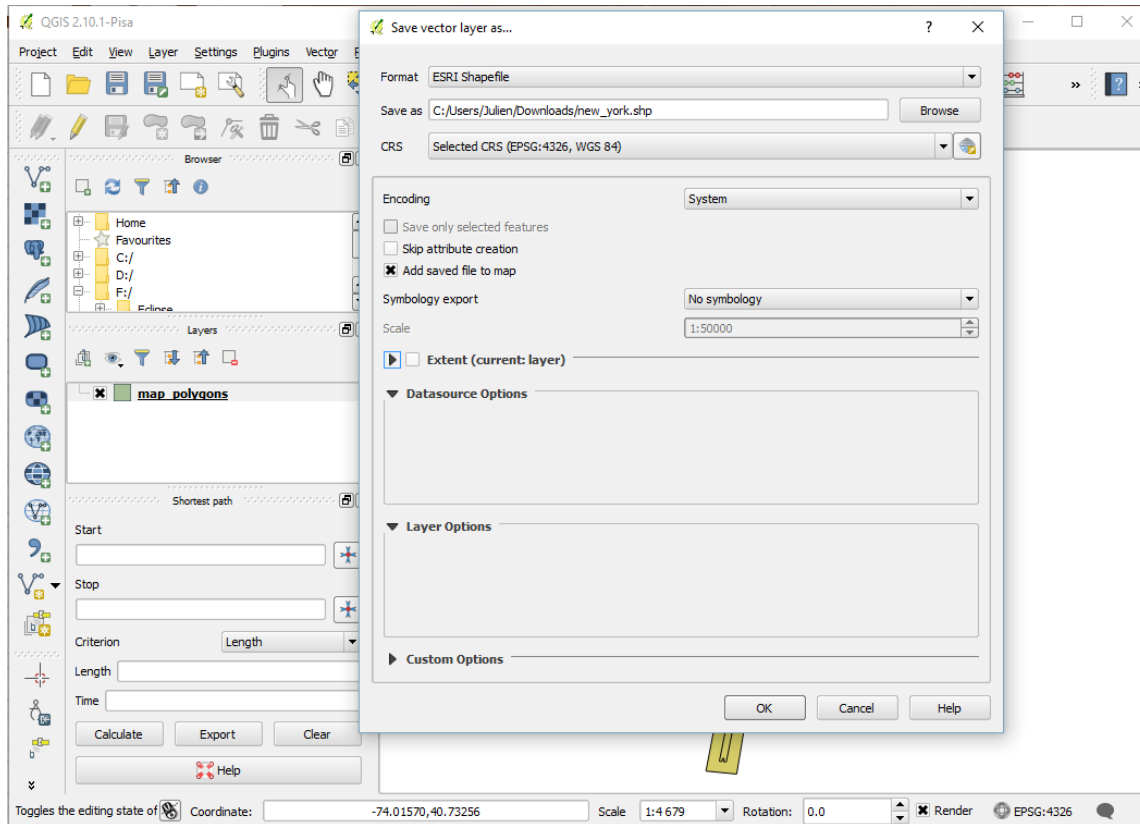 QGIS 2.10.1-Pisa
Project Edit View Layer Settings Plugins Vector
Browser
Home
Favourites
C:/
D:/
F:/
Eclipse
Layers
map_polygons
Shortest path
Start
Stop
Criterion Length
Length
Time
Calculate Export Clear
Help
Save vector layer as...
Format ESRI Shapefile
Save as C:/Users/Julien/Downloads/new_york.shp Browse
CRS Selected CRS (EPSG:4326, WGS 84)
Encoding System
Save only selected features
Skip attribute creation
Add saved file to map
Symbology export No symbology
Scale 1:50000
Extent (current: layer)
Datasource Options
Layer Options
Custom Options
OK Cancel Help
Toggles the editing state of Coordinate: -74.01570,40.73256 Scale 1:4 679 Rotation: 0.0 Render EPSG:4326